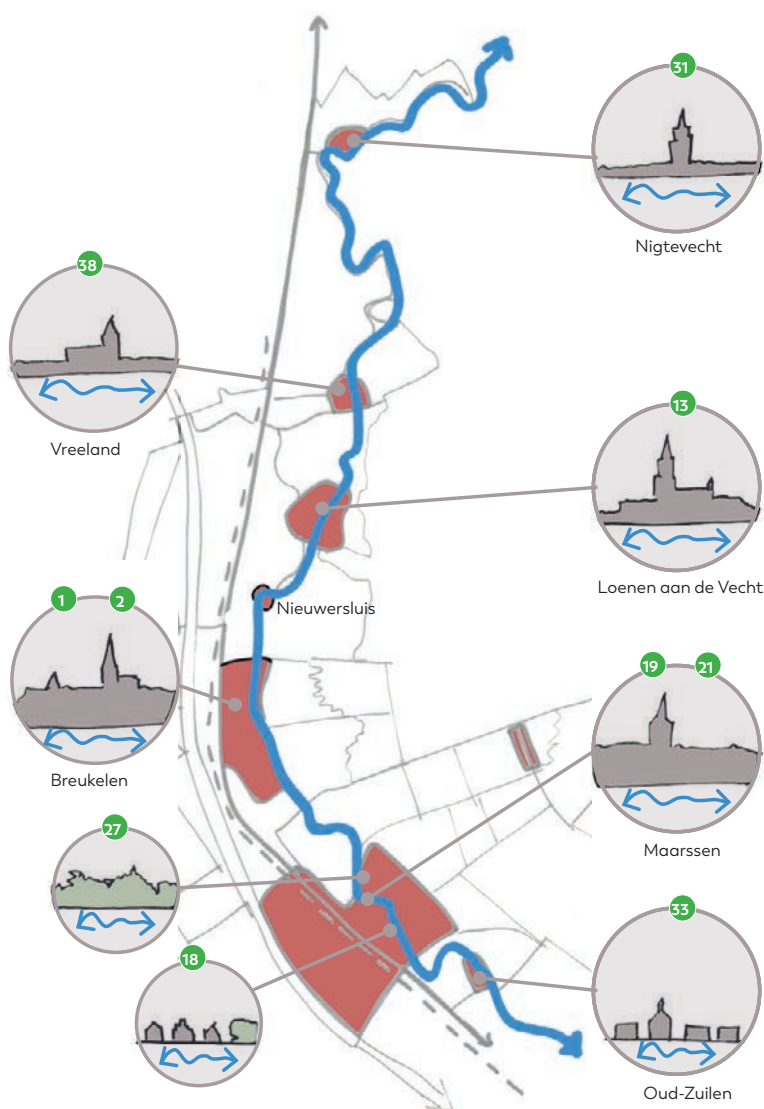 31
Nigtevecht
38
Vreeland
13
Loenen aan de Vecht
Nieuwersluis
1 2
Breukelen
19 21
Maarssen
27
18
33
Oud-Zuilen